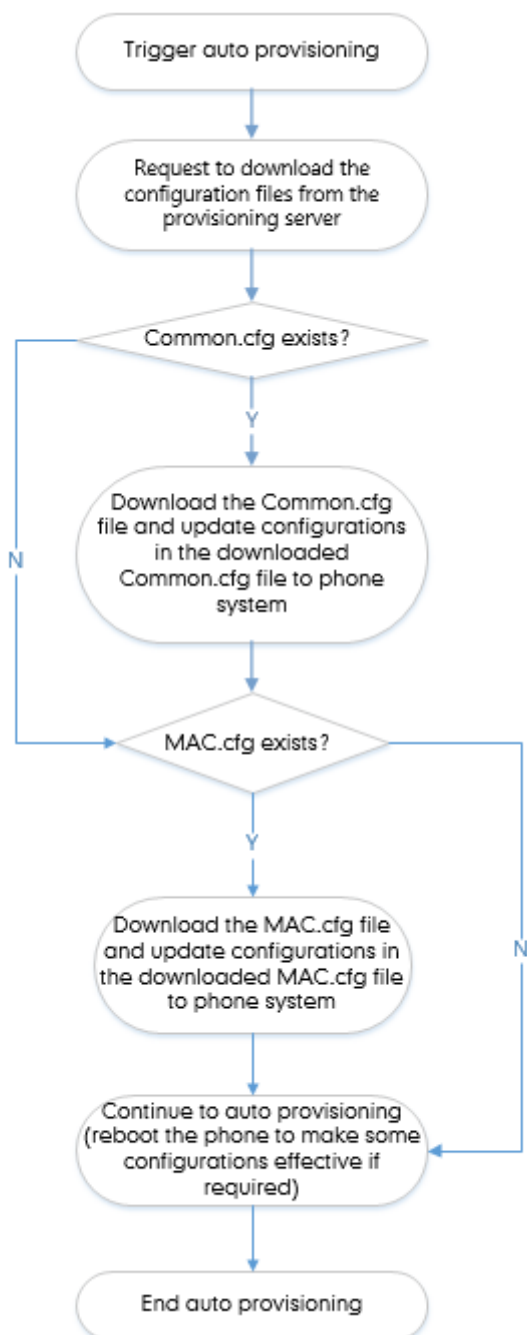 Trigger auto provisioning
Request to download the
configuration files from the
provisioning server
Common.cfg exists?
Y
Download the Common.cfg
file and update configurations
in the downloaded
Common.cfg file to phone
system
N
MAC.cfg exists?
Y
Download the MAC.cfg file
and update configurations in
the downloaded MAC.cfg file
to phone system
N
Continue to auto provisioning
(reboot the phone to make some
configurations effective if
required)
End auto provisioning